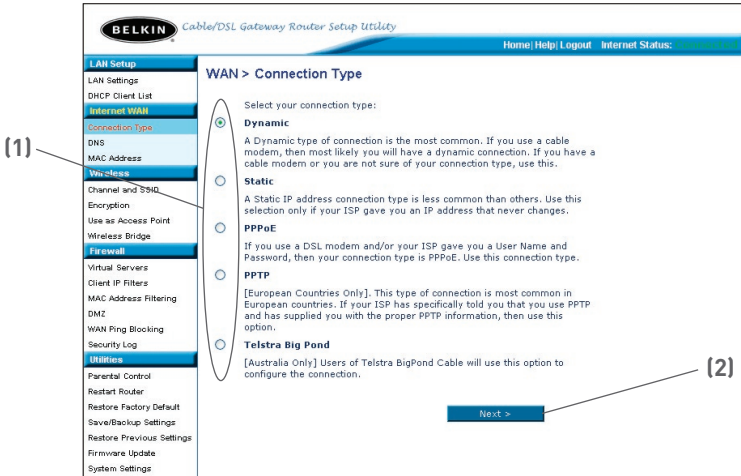 BELKIN Cable/DSL Gateway Router Setup Utility
Home| Help| Logout Internet Status:
LAN Setup
LAN Settings
DHCP Client List
Internet WAN
Connection Type
DNS
MAC Address
Wireless
Channel and SSID
Encryption
Use as Access Point
Wireless Bridge
Firewall
Virtual Servers
Client IP Filters
MAC Address Filtering
DMZ
WAN Ping Blocking
Security Log
Utilities
Parental Control
Restart Router
Restore Factory Default
Save/Backup Settings
Restore Previous Settings
Firmware Update
System Settings
(1)
WAN > Connection Type
Select your connection type:
Dynamic
A Dynamic type of connection is the most common. If you use a cable
modem, then most likely you will have a dynamic connection. If you have a
cable modem or you are not sure of your connection type, use this.
Static
A Static IP address connection type is less common than others. Use this
selection only if your ISP gave you an IP address that never changes.
PPPoE
If you use a DSL modem and/or your ISP gave you a User Name and
Password, then your connection type is PPPoE. Use this connection type.
PPTP
[European Countries Only]. This type of connection is most common in
European countries. If your ISP has specifically told you that you use PPTP
and has supplied you with the proper PPTP information, then use this
option.
Telstra Big Pond
[Australia Only] Users of Telstra BigPond Cable will use this option to
configure the connection.
Next >
(2)